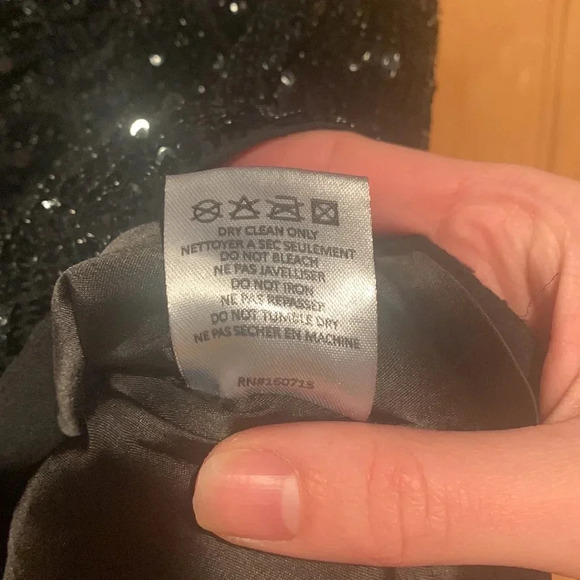 DRY CLEAN ONLY
NETTOYER A SEC SEULEMENT
DO NOT BLEACH
NE PAS JAVELLISER
DO NOT IRON
NE PAS REPASSER
DO NOT TUMBLE DRY
NE PAS SECHER EN MACHINE
RN#160715